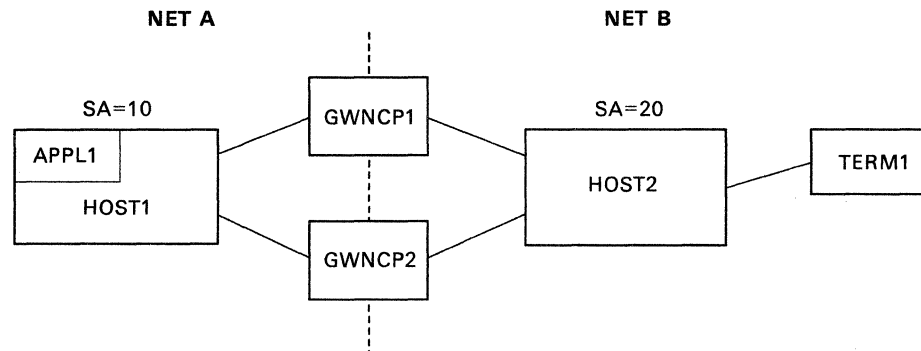 NET A
NET B
GWNCP1
SA=10
SA=20
APPL1
TERM1
HOST2
HOST1
GWNCP2